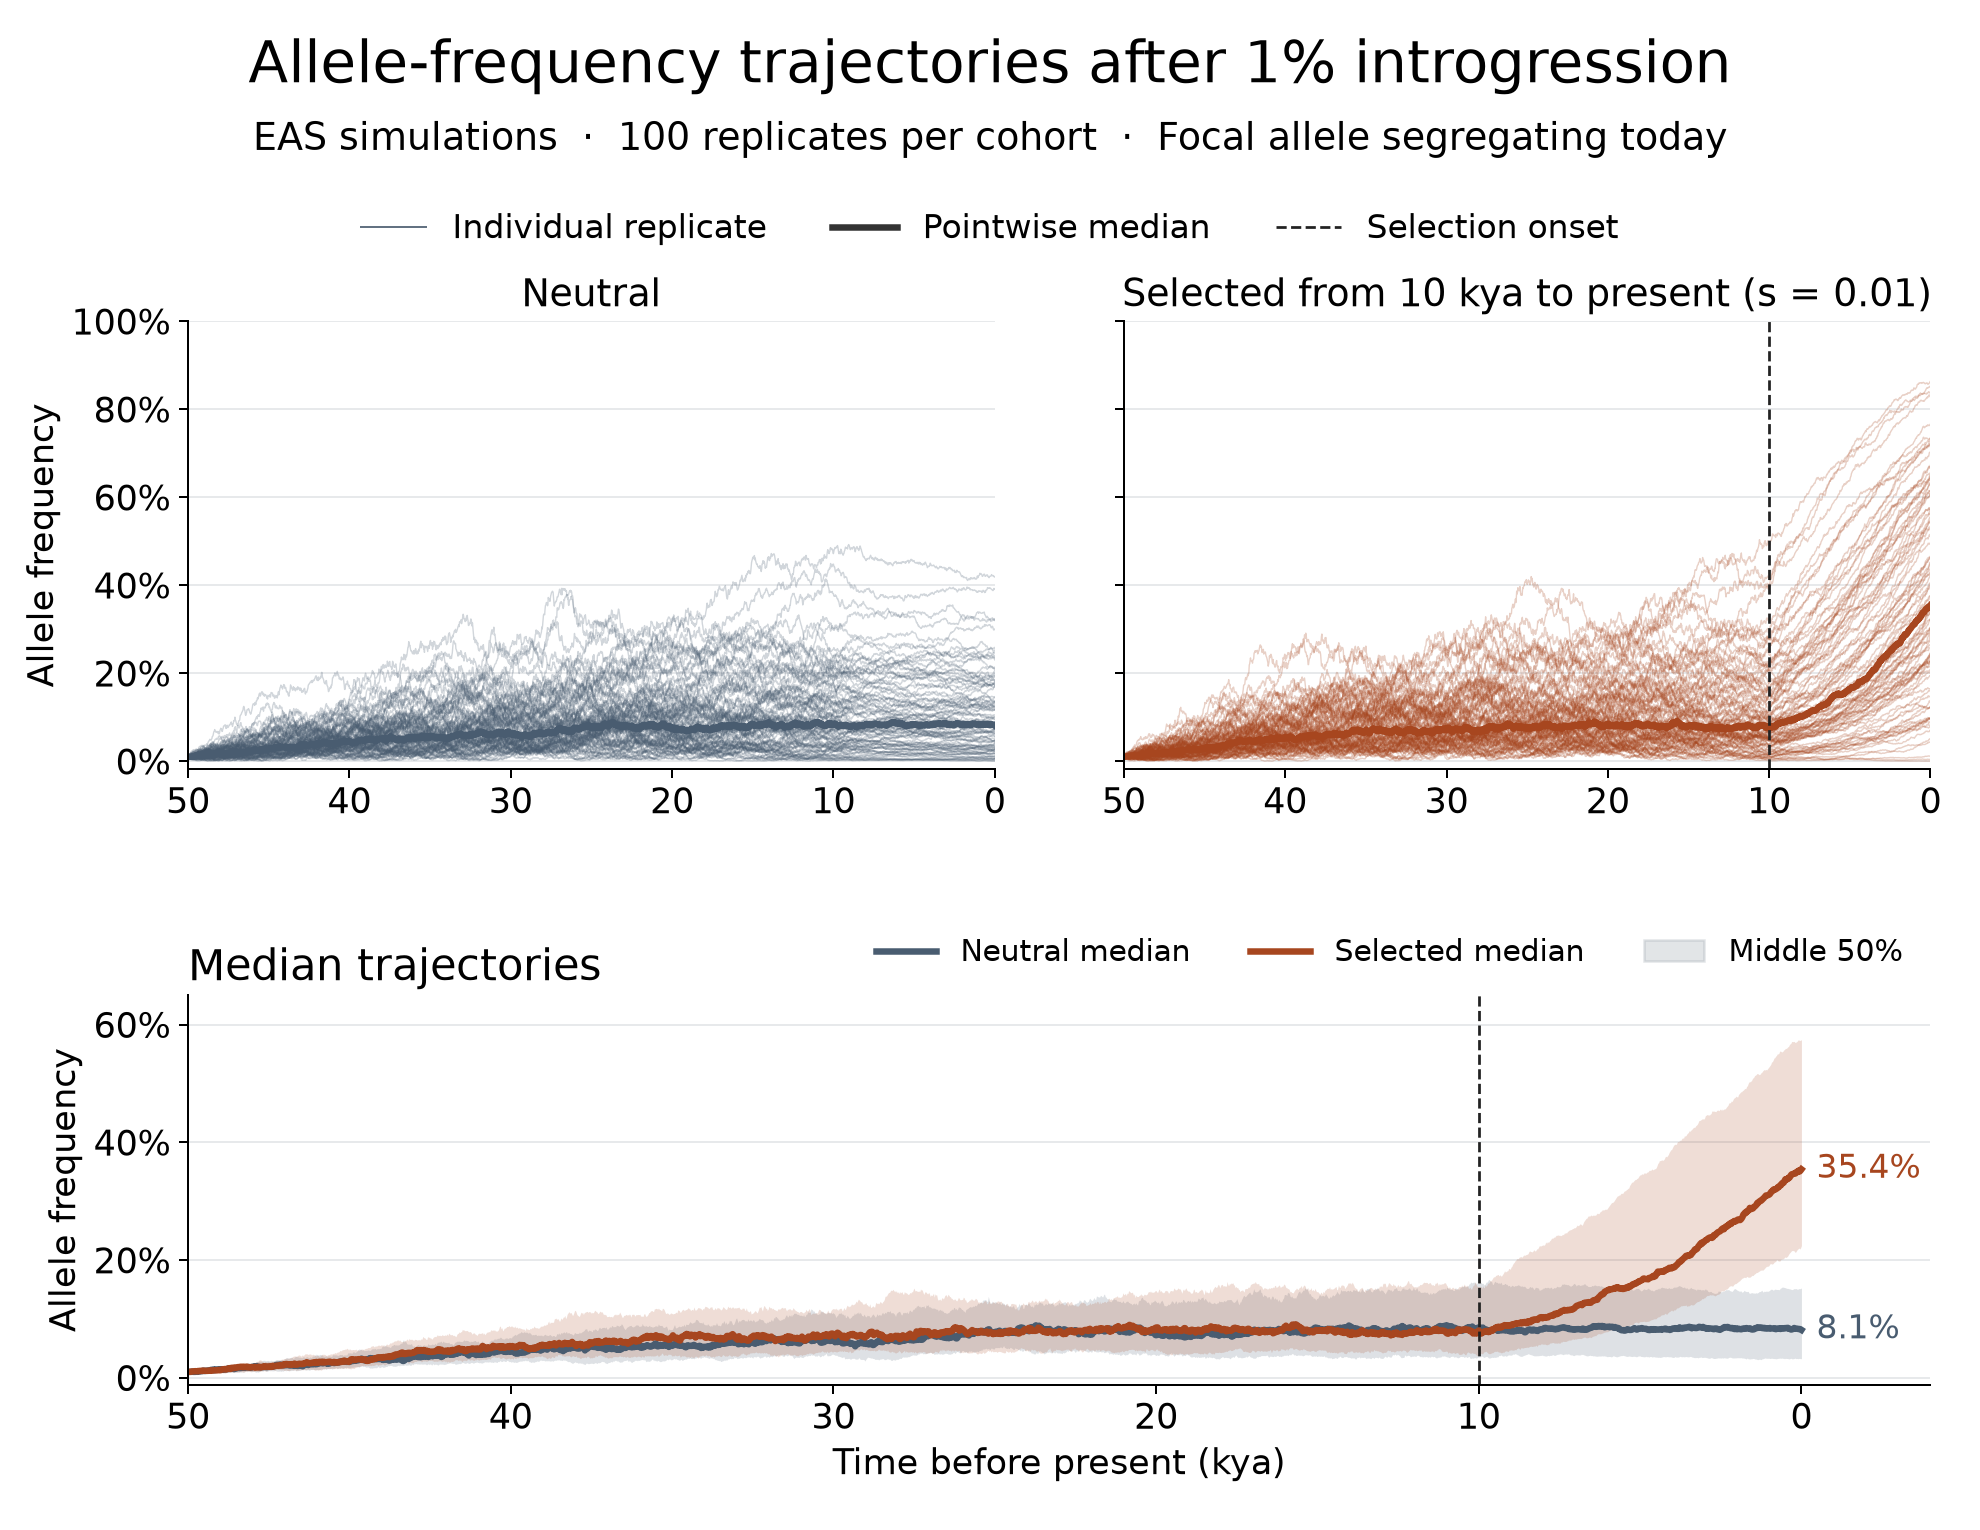 Allele-frequency trajectories after 1% introgression
EAS simulations · 100 replicates per cohort · Focal allele segregating today
Individual replicate
Pointwise median
Selection onset
Neutral
Allele frequency
100%
80%
60%
40%
20%
0%
50 40 30 20 10 0
Selected from 10 kya to present (s = 0.01)
50 40 30 20 10 0
Median trajectories
Neutral median
Selected median
Middle 50%
Allele frequency
60%
40%
20%
0%
35.4%
8.1%
50 40 30 20 10 0
Time before present (kya)